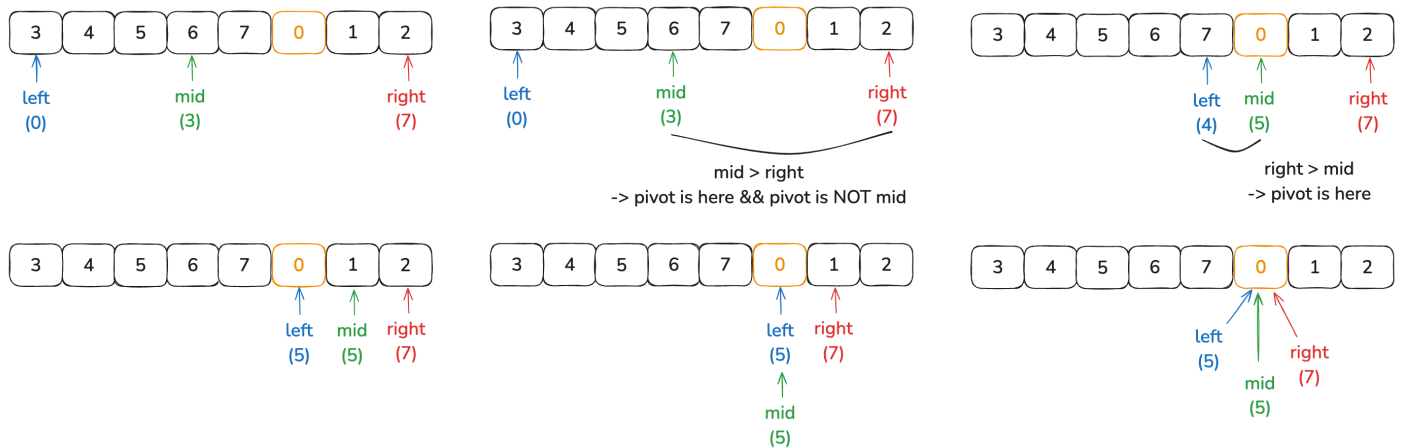 3 4 5 6 7 0 1 2
left
(0)
mid
(3)
right
(7)
3 4 5 6 7 0 1 2
left
(0)
mid
(3)
right
(7)
mid > right
-> pivot is here && pivot is NOT mid
3 4 5 6 7 0 1 2
left
(4)
mid
(5)
right
(7)
right > mid
-> pivot is here
3 4 5 6 7 0 1 2
left
(5)
mid
(5)
right
(7)
3 4 5 6 7 0 1 2
left
(5)
right
(7)
mid
(5)
3 4 5 6 7 0 1 2
left
(5)
right
(7)
mid
(5)